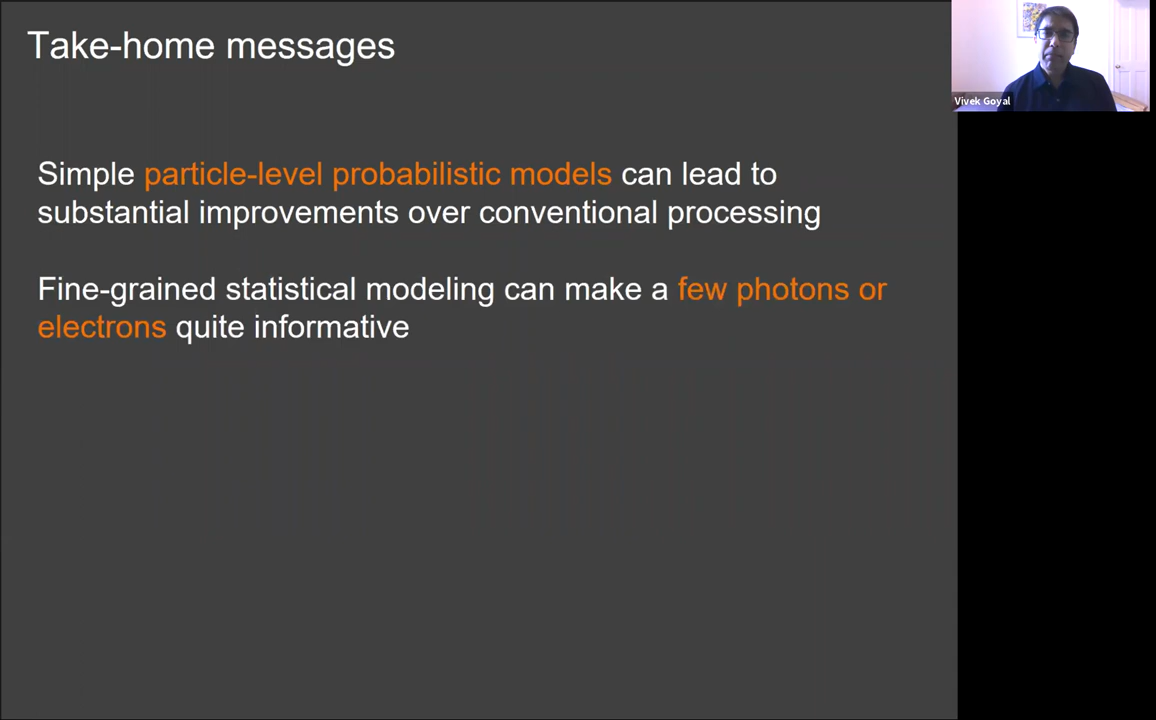 Take-home messages
Vivek Goyal
Simple particle-level probabilistic models can lead to
substantial improvements over conventional processing
Fine-grained statistical modeling can make a few photons or
electrons quite informative